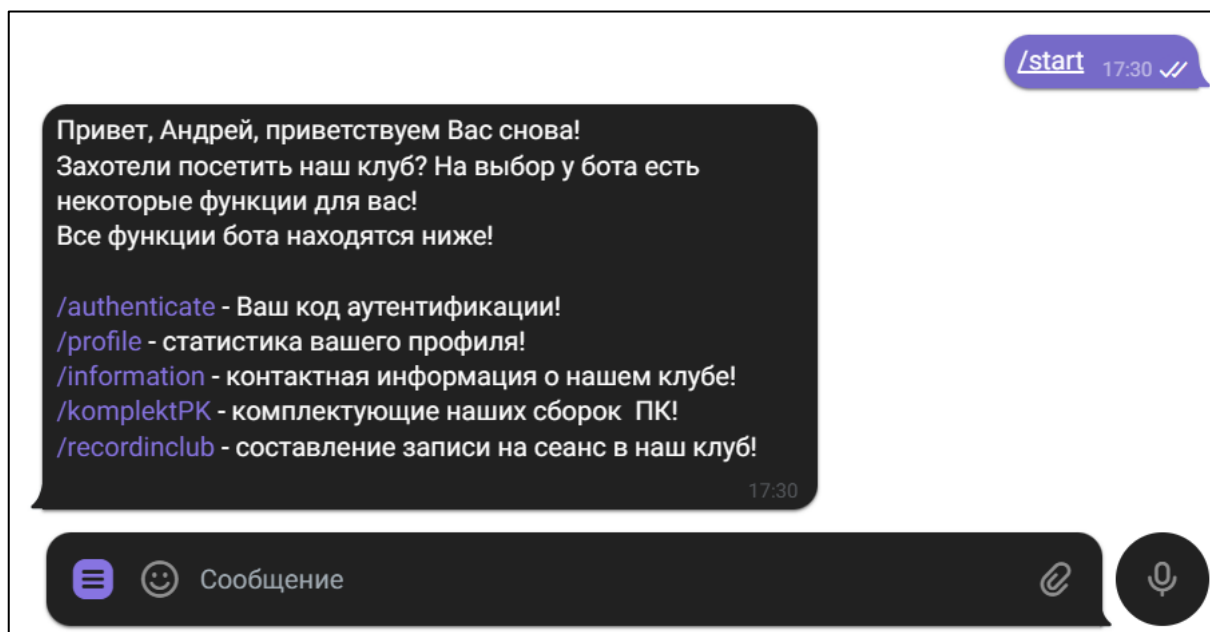 /start 17:30
Привет, Андрей, приветствуем Вас снова!
Захотели посетить наш клуб? На выбор у бота есть
некоторые функции для вас!
Все функции бота находятся ниже!
/authenticate - Ваш код аутентификации!
/profile - статистика вашего профиля!
/information - контактная информация о нашем клубе!
/komplektPK - комплектующие наших сборок  ПК!
/recordinclub - составление записи на сеанс в наш клуб!
17:30
Сообщение